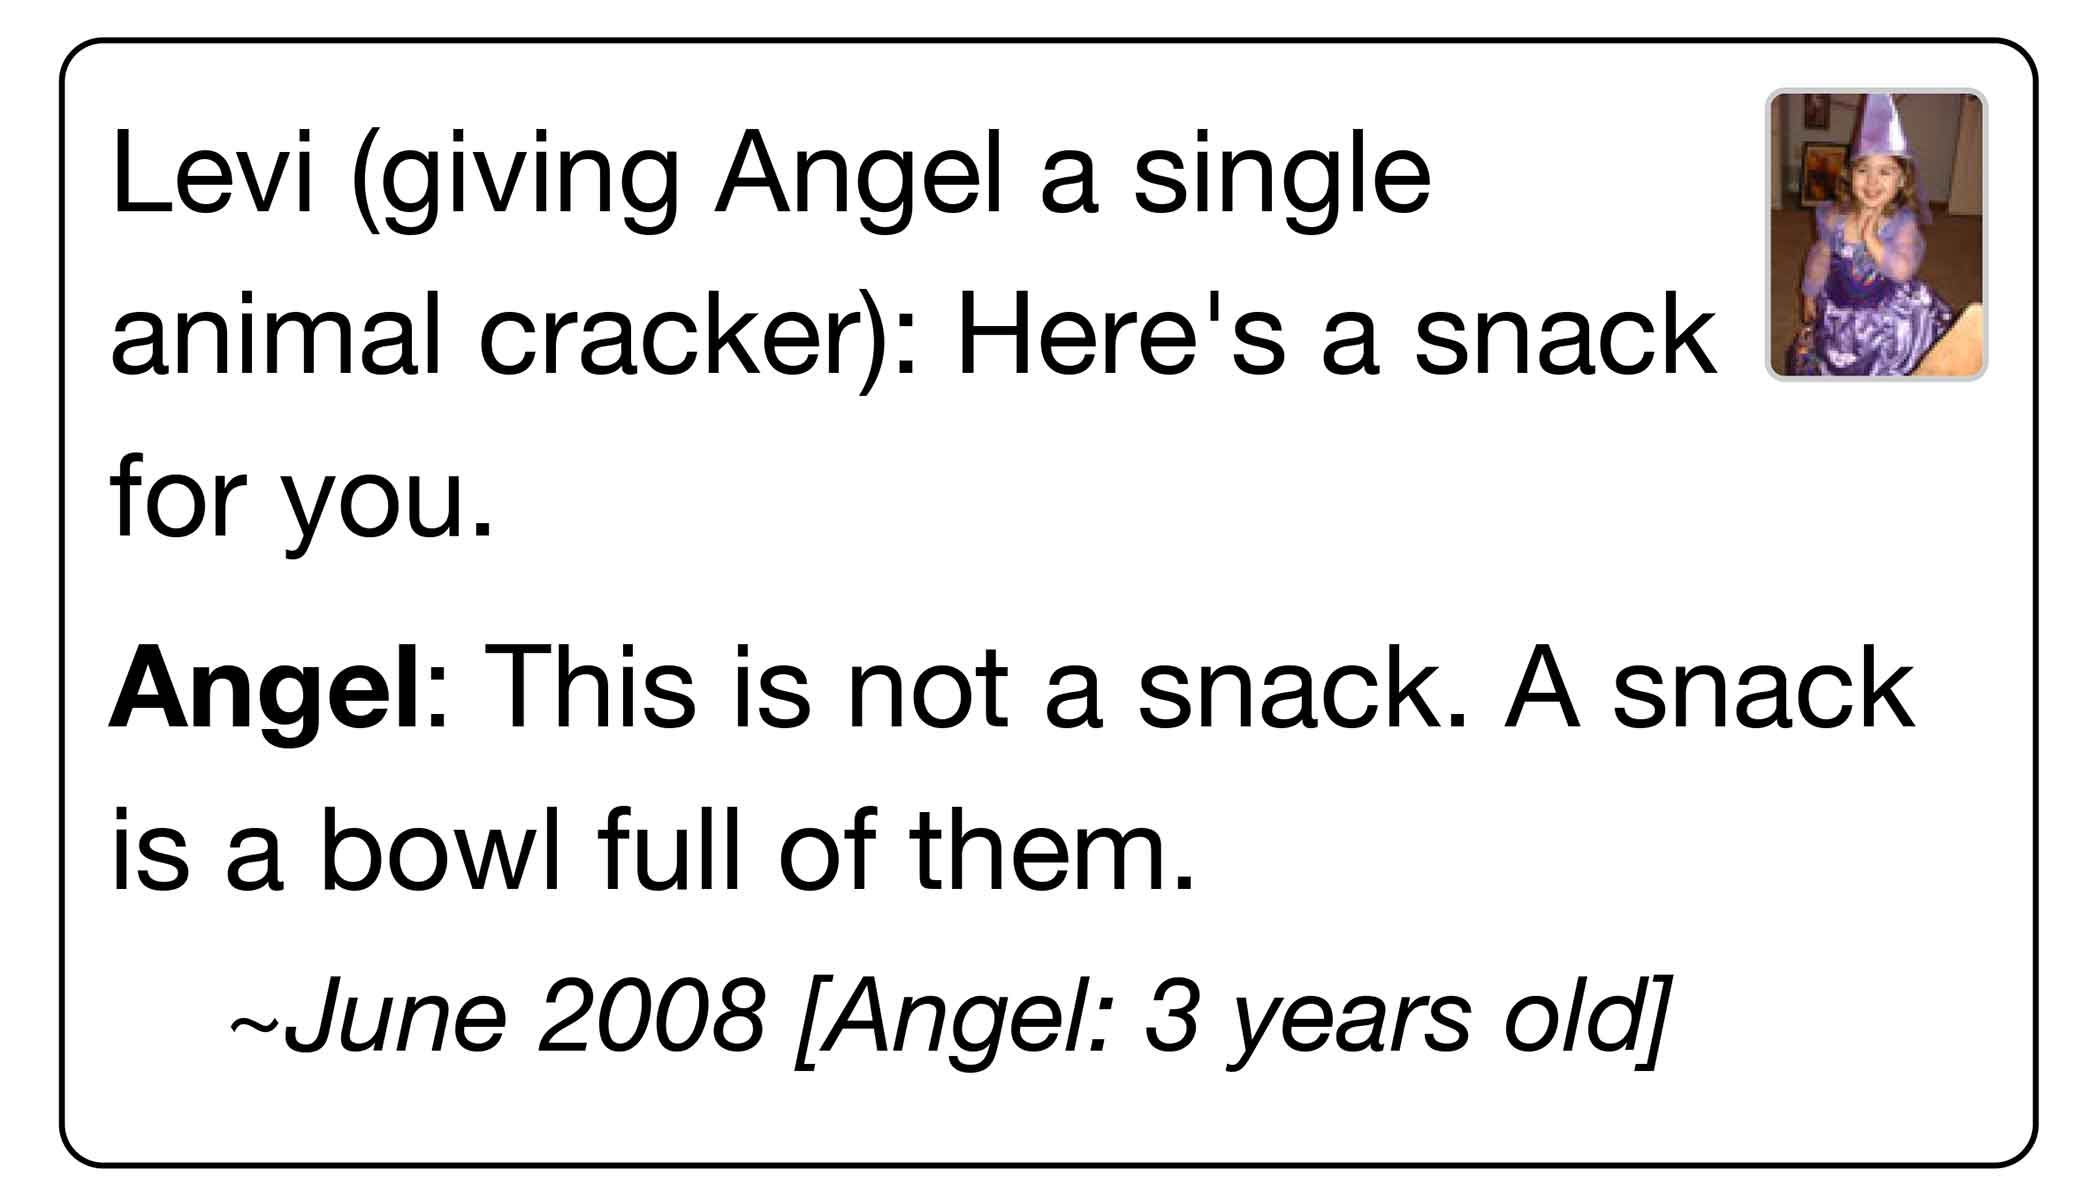 Levi (giving Angel a single
animal cracker): Here's a snack
for you.
Angel: This is not a snack. A snack
is a bowl full of them.
~June 2008 [Angel: 3 years old]